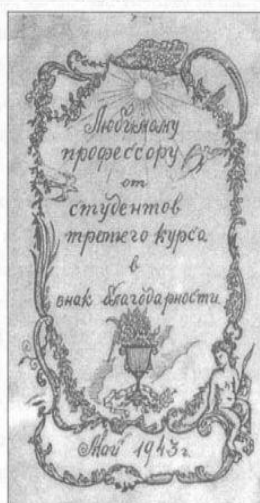 Любимому
профессору
от
студентов
третьего курса
в
знак благодарности
Май 1943 г.